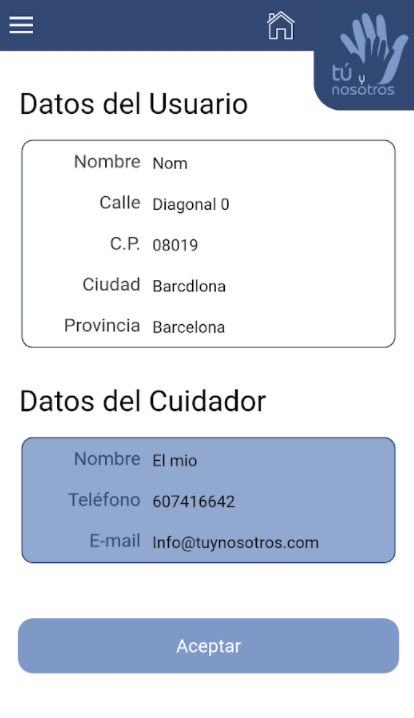 tú y
nosotros
Datos del Usuario
Nombre Nom
Calle Diagonal 0
C.P. 08019
Ciudad Barcdlona
Provincia Barcelona
Datos del Cuidador
Nombre El mio
Teléfono 607416642
E-mail Info@tuynosotros.com
Aceptar